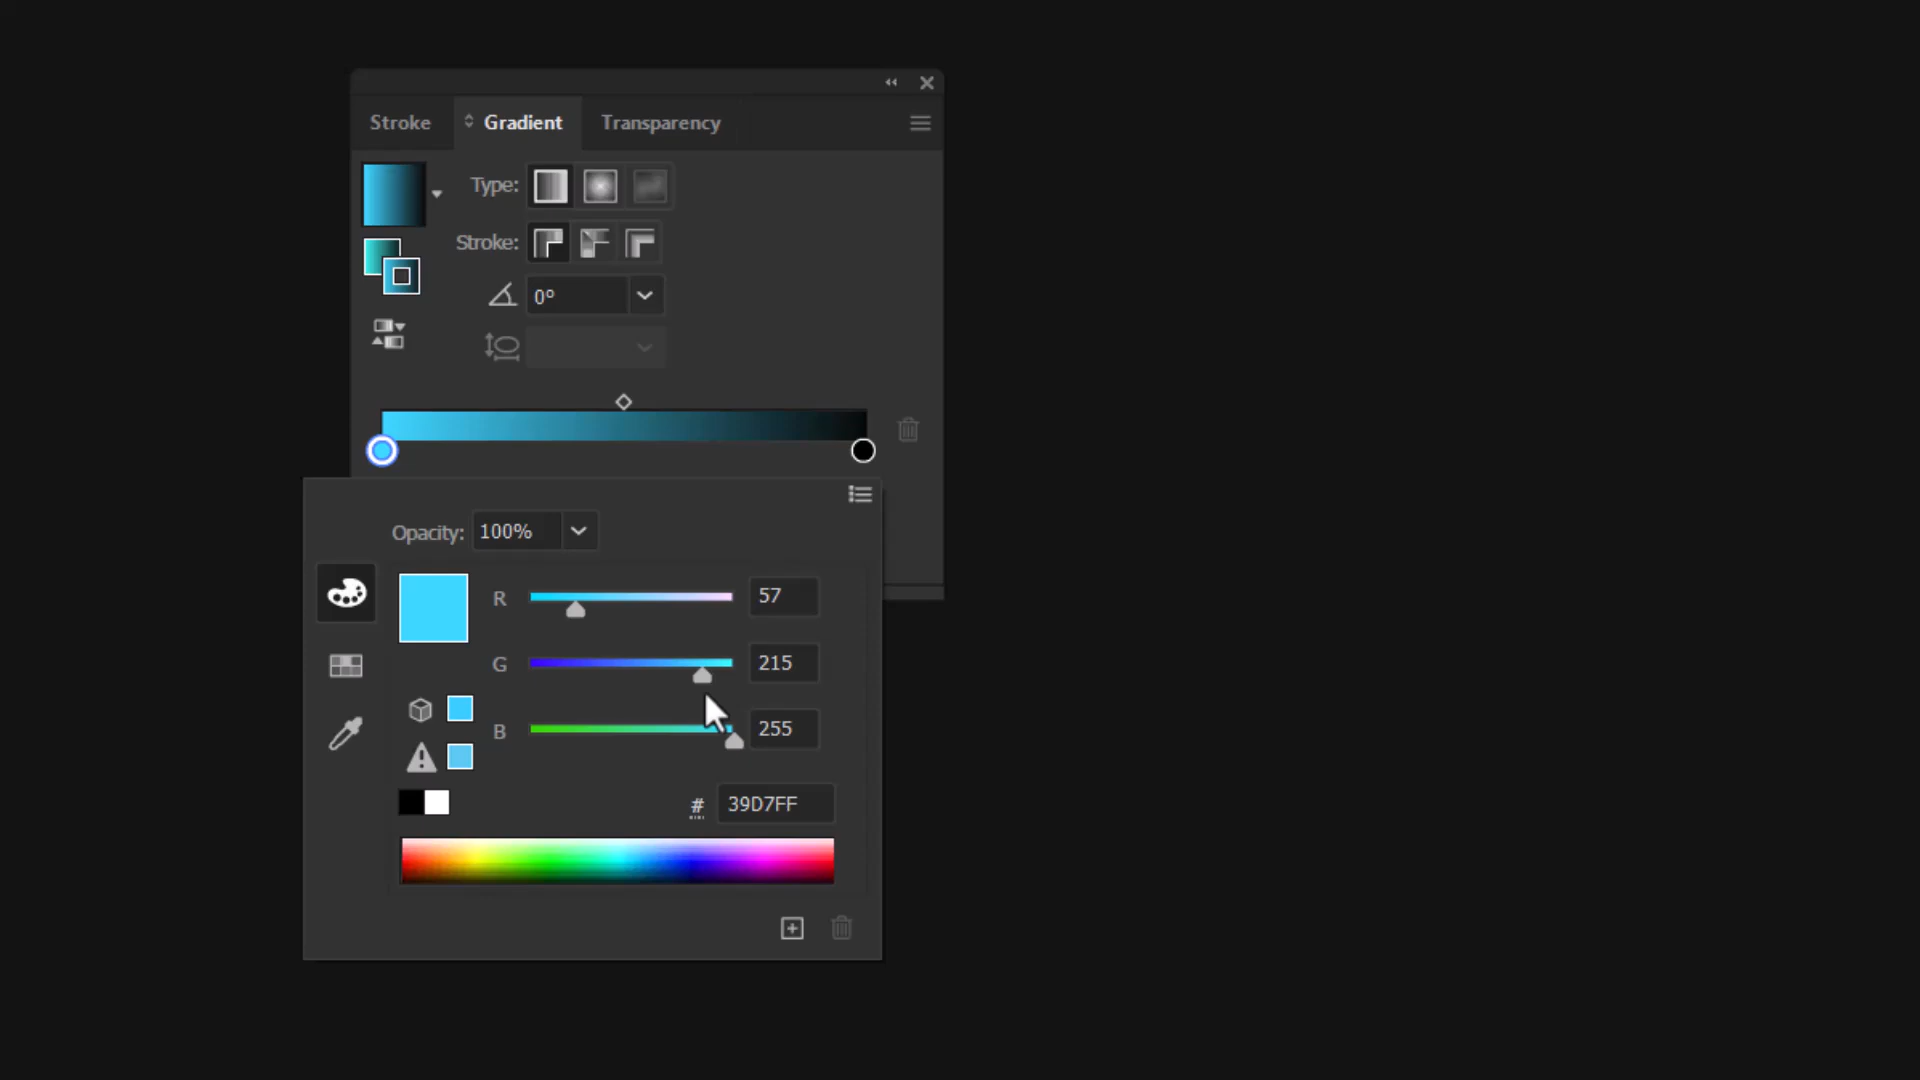 Stroke Gradient Transparency
Type:
Stroke:
0°
Opacity: 100%
R 57
G 215
B 255
# 39D7FF